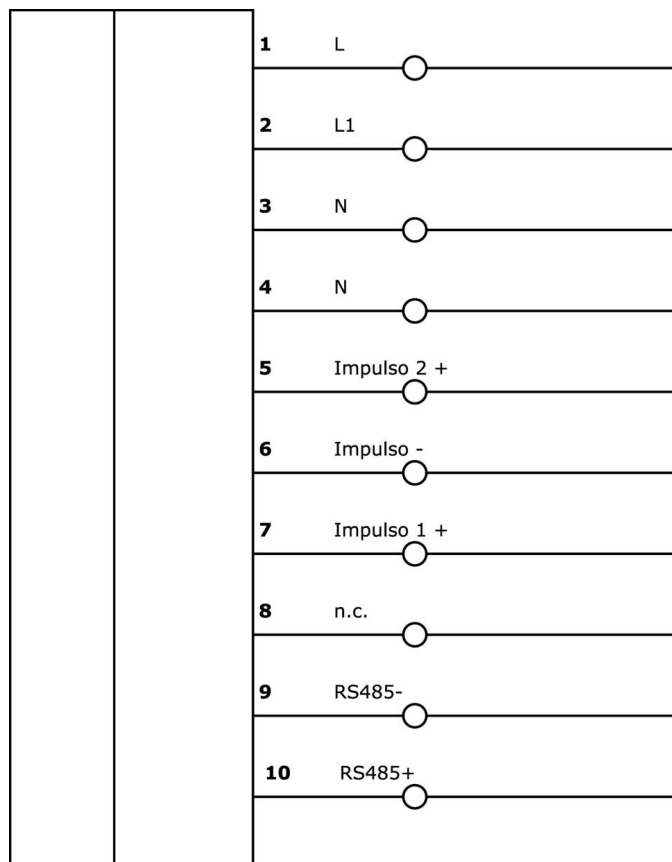 1 L
2 L1
3 N
4 N
5 Impulso 2 +
6 Impulso -
7 Impulso 1 +
8 n.c.
9 RS485-
10 RS485+